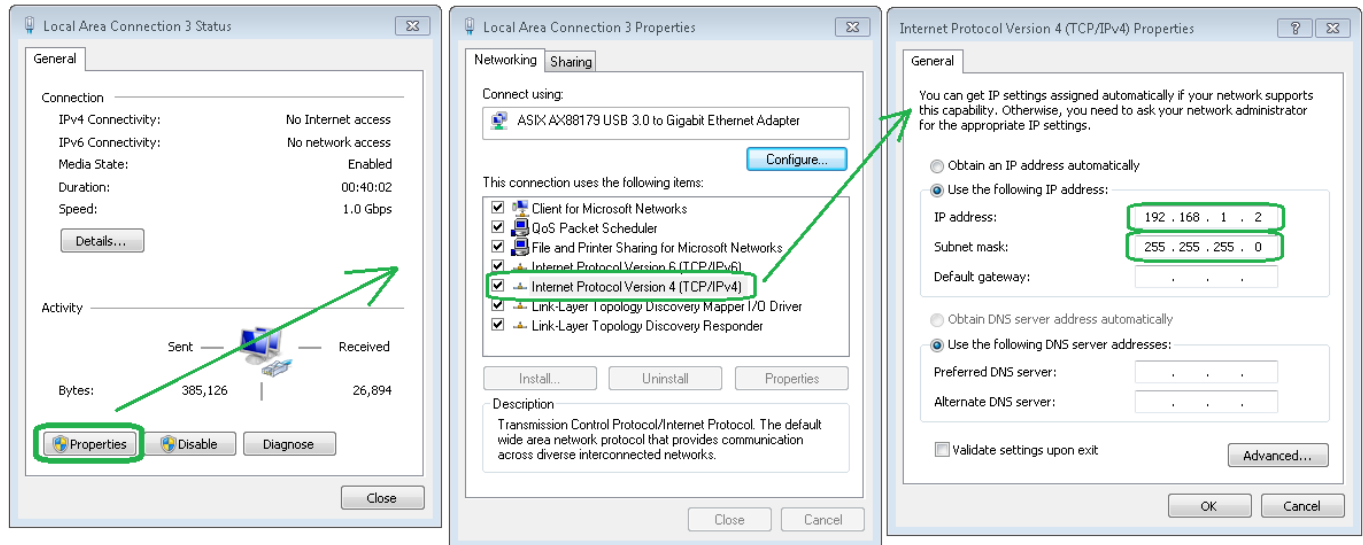 Local Area Connection 3 Status
General
Connection
IPv4 Connectivity: No Internet access
IPv6 Connectivity: No network access
Media State: Enabled
Duration: 00:40:02
Speed: 1.0 Gbps
Details...
Activity
Sent Received
Bytes: 385,126 26,894
Properties Disable Diagnose
Close
Local Area Connection 3 Properties
Networking Sharing
Connect using:
ASIX AX88179 USB 3.0 to Gigabit Ethernet Adapter
Configure...
This connection uses the following items:
Client for Microsoft Networks
QoS Packet Scheduler
File and Printer Sharing for Microsoft Networks
Internet Protocol Version 6 (TCP/IPv6)
Internet Protocol Version 4 (TCP/IPv4)
Link-Layer Topology Discovery Mapper I/O Driver
Link-Layer Topology Discovery Responder
Install... Uninstall Properties
Description
Transmission Control Protocol/Internet Protocol. The default
wide area network protocol that provides communication
across diverse interconnected networks.
Close Cancel
Internet Protocol Version 4 (TCP/IPv4) Properties
General
You can get IP settings assigned automatically if your network supports
this capability. Otherwise, you need to ask your network administrator
for the appropriate IP settings.
Obtain an IP address automatically
Use the following IP address:
IP address: 192 . 168 . 1 . 2
Subnet mask: 255 . 255 . 255 . 0
Default gateway: . . .
Obtain DNS server address automatically
Use the following DNS server addresses:
Preferred DNS server: . . .
Alternate DNS server: . . .
Validate settings upon exit
Advanced...
OK Cancel